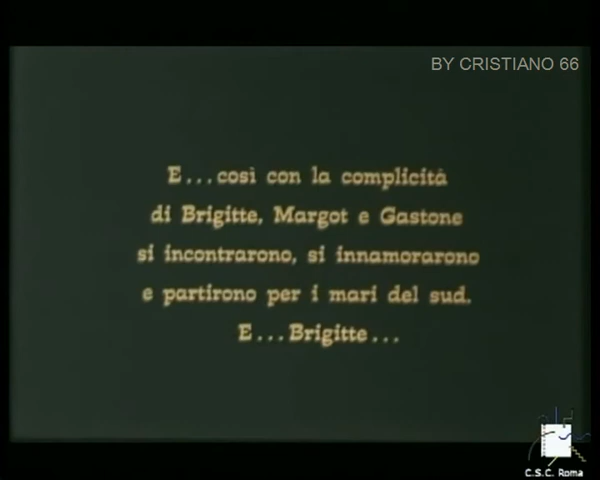 BY CRISTIANO 66
E...così con la complicità
di Brigitte, Margot e Gastone
si incontrarono, si innamorarono
e partirono per i mari del sud.
E...Brigitte...
C.S.C. Roma